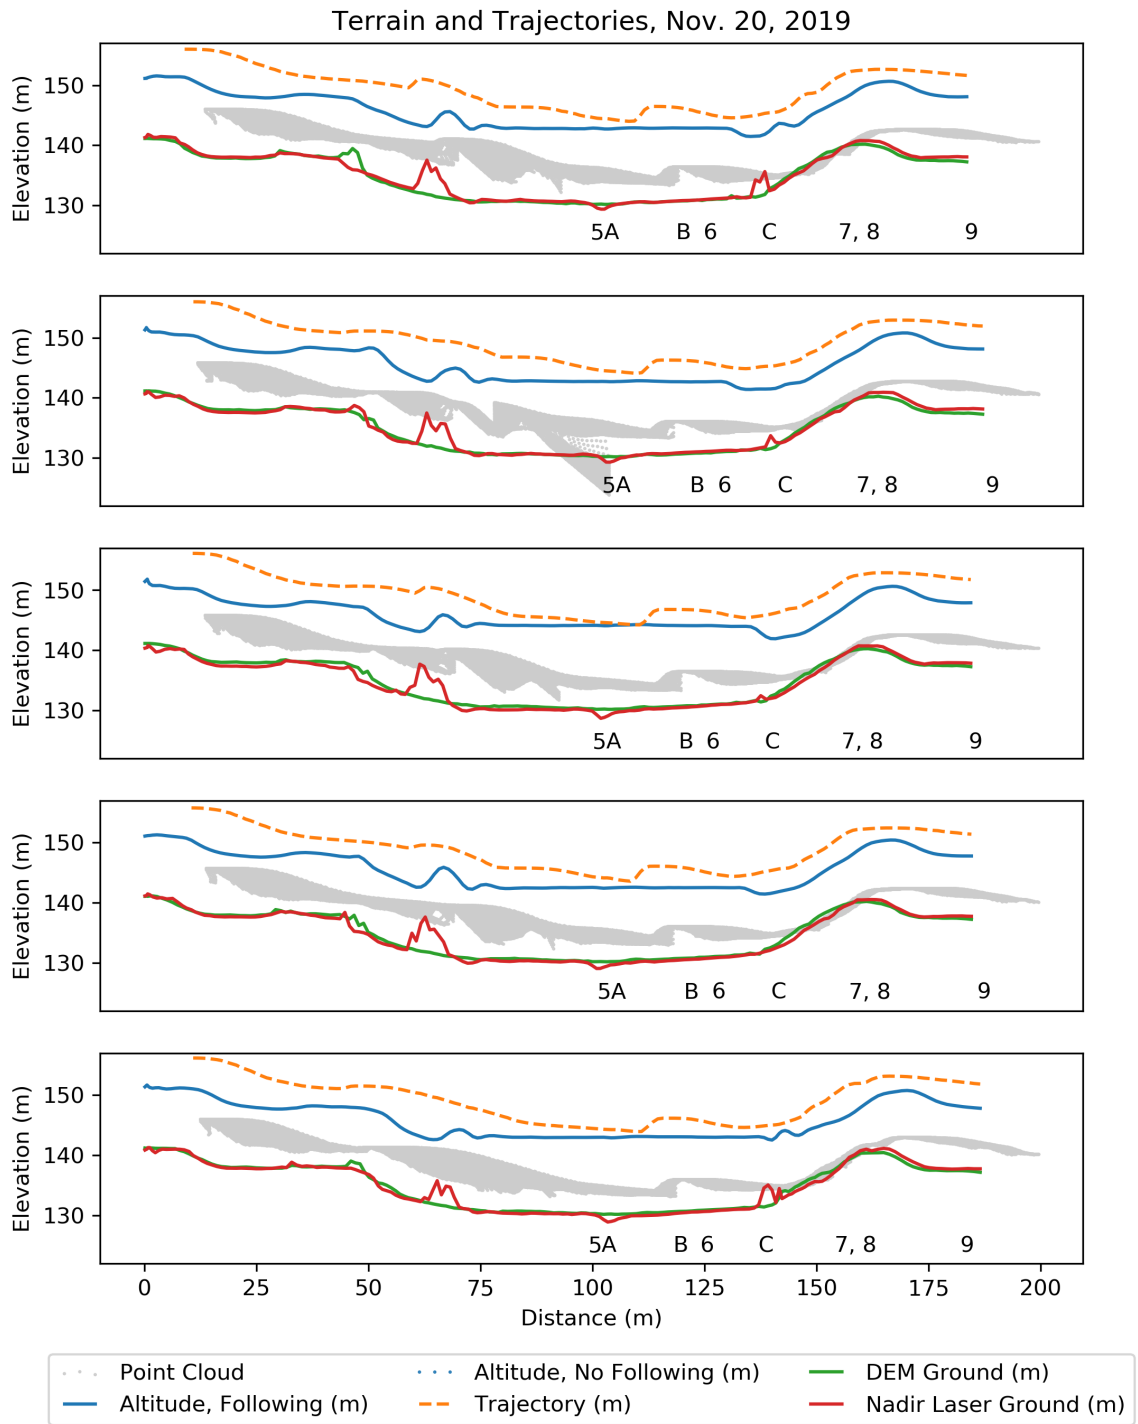 Terrain and Trajectories, Nov. 20, 2019
150
140
130
Elevation (m)
5A B 6 C 7, 8 9
150
140
130
Elevation (m)
5A B 6 C 7, 8 9
150
140
130
Elevation (m)
5A B 6 C 7, 8 9
150
140
130
Elevation (m)
5A B 6 C 7, 8 9
150
140
130
Elevation (m)
5A B 6 C 7, 8 9
0 25 50 75 100 125 150 175 200
Distance (m)
Point Cloud Altitude, No Following (m) DEM Ground (m)
Altitude, Following (m) Trajectory (m) Nadir Laser Ground (m)